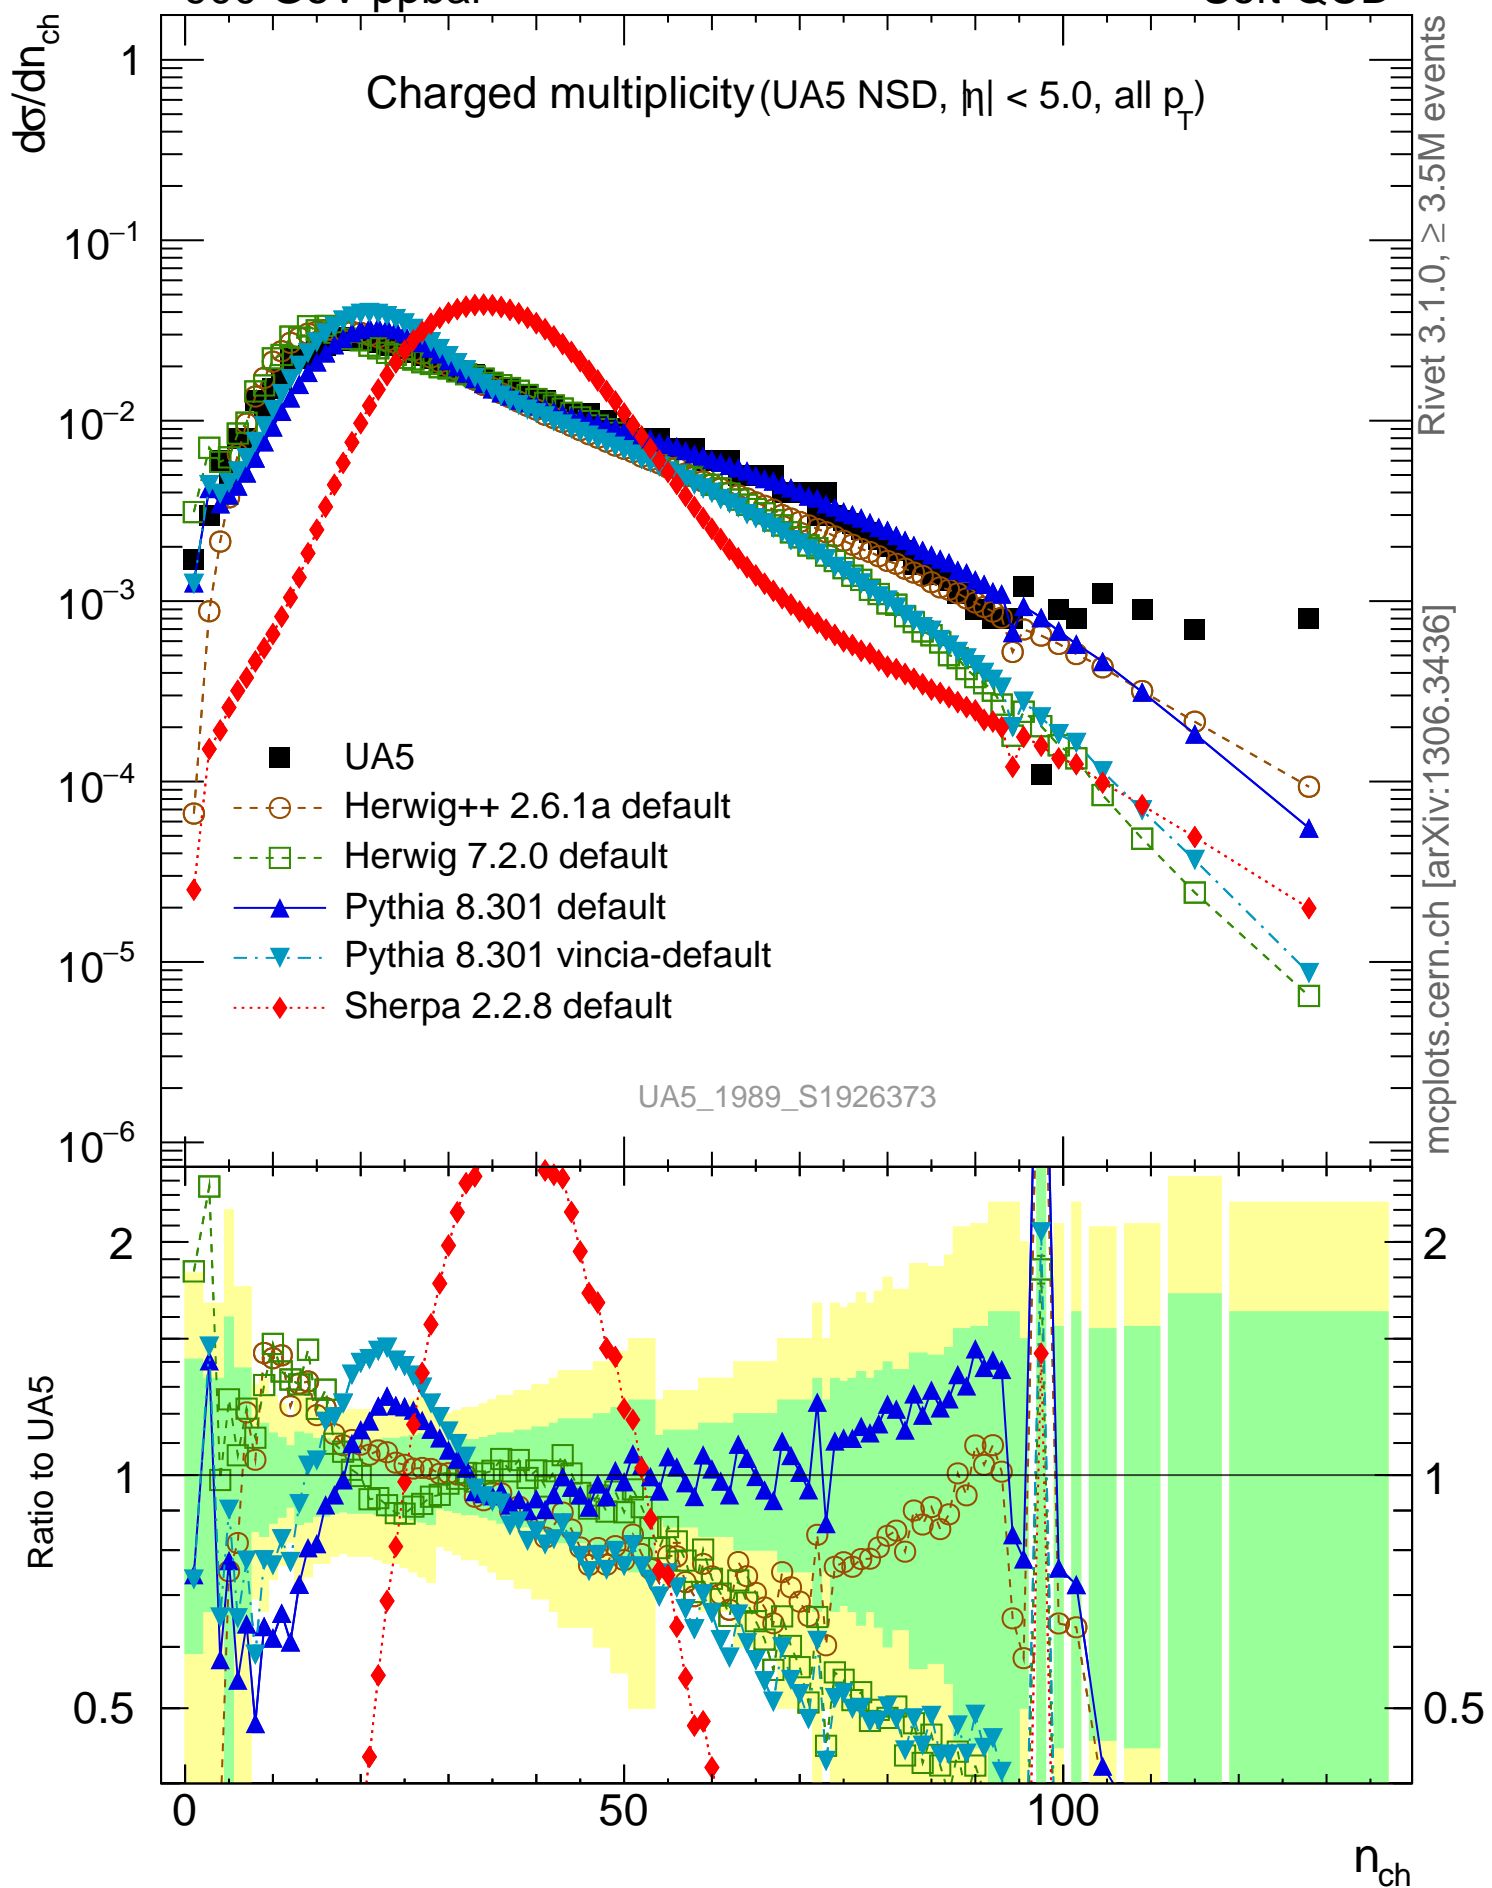 dσ/dn_ch
Charged multiplicity (UA5 NSD, |η| < 5.0, all p_T)
1
10^−1
10^−2
10^−3
10^−4
10^−5
10^−6
UA5
Herwig++ 2.6.1a default
Herwig 7.2.0 default
Pythia 8.301 default
Pythia 8.301 vincia-default
Sherpa 2.2.8 default
UA5_1989_S1926373
Rivet 3.1.0, ≥ 3.5M events
mcplots.cern.ch [arXiv:1306.3436]
Ratio to UA5
2
1
0.5
2
1
0.5
0 50 100
n_ch